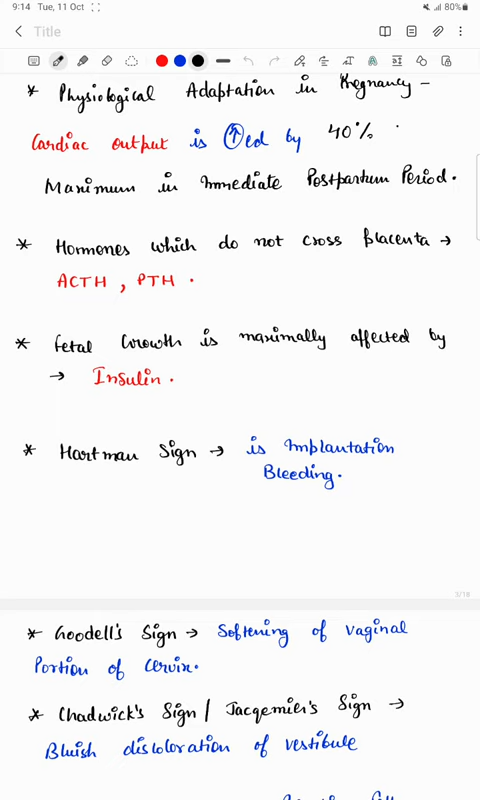 9:14 Tue, 11 Oct
80%
Title
* Physiological Adaptation in Pregnancy –
Cardiac output is ↑ed by 40%.
Maximum in Immediate Postpartum Period.
* Hormones which do not cross placenta →
ACTH, PTH.
* Fetal Growth is maximally affected by
→ Insulin.
* Hartman Sign → is Implantation
Bleeding.
3/18
* Goodell's Sign → Softening of vaginal
Portion of Cervix.
* Chadwick's Sign / Jacqemier's Sign →
Bluish discloration of vestibule